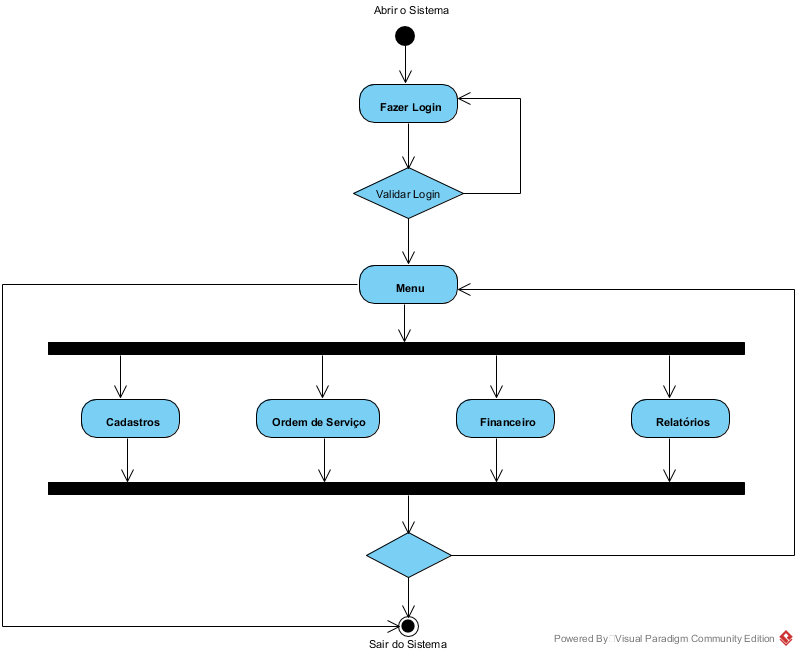 Abrir o Sistema
Fazer Login
Validar Login
Menu
Cadastros
Ordem de Serviço
Financeiro
Relatórios
Sair do Sistema
Powered By Visual Paradigm Community Edition